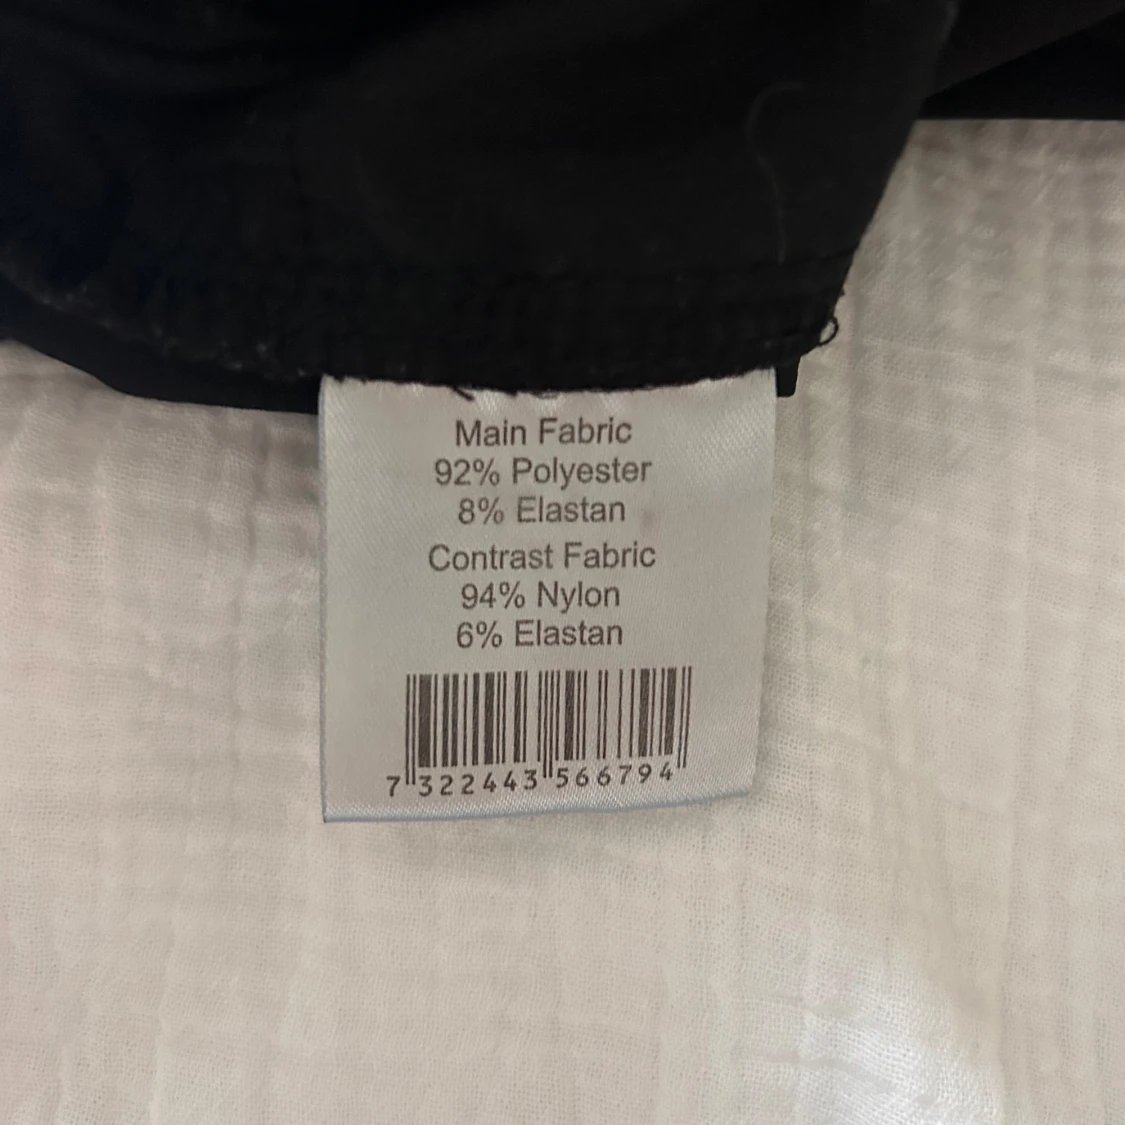 Main Fabric
92% Polyester
8% Elastan
Contrast Fabric
94% Nylon
6% Elastan
7 322443 566794